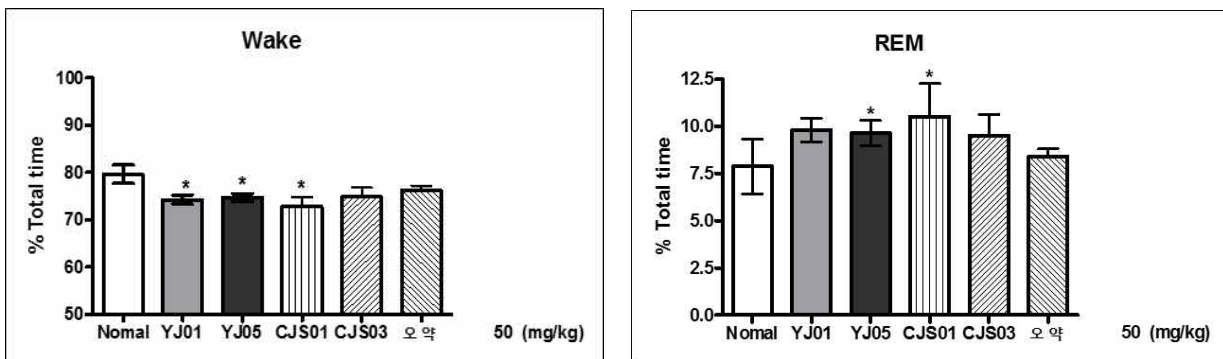 Wake
% Total time
100
90
80
70
60
50
*
*
*
Nomal YJ01 YJ05 CJS01 CJS03 오약 50 (mg/kg)
REM
% Total time
12.5
10.0
7.5
5.0
2.5
0.0
*
*
Nomal YJ01 YJ05 CJS01 CJS03 오약 50 (mg/kg)